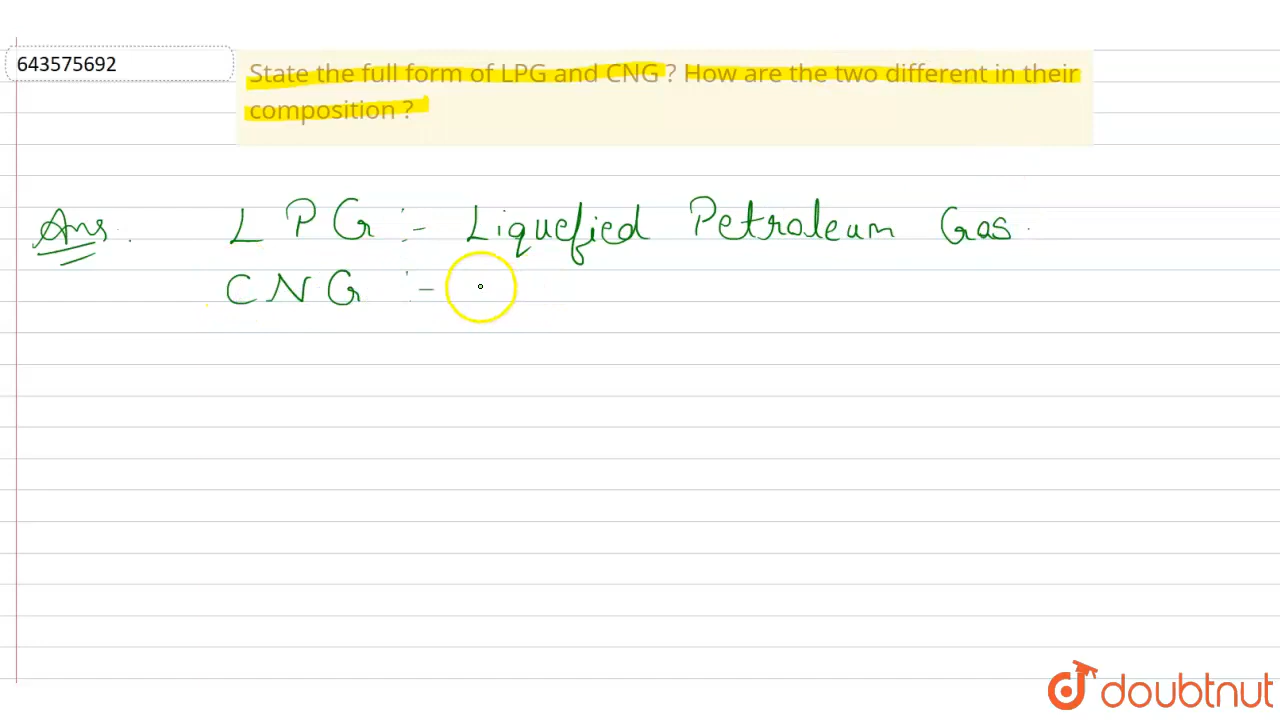 643575692
State the full form of LPG and CNG ? How are the two different in their
composition ?
Ans. LPG :- Liquefied Petroleum Gas.
CNG :-
doubtnut